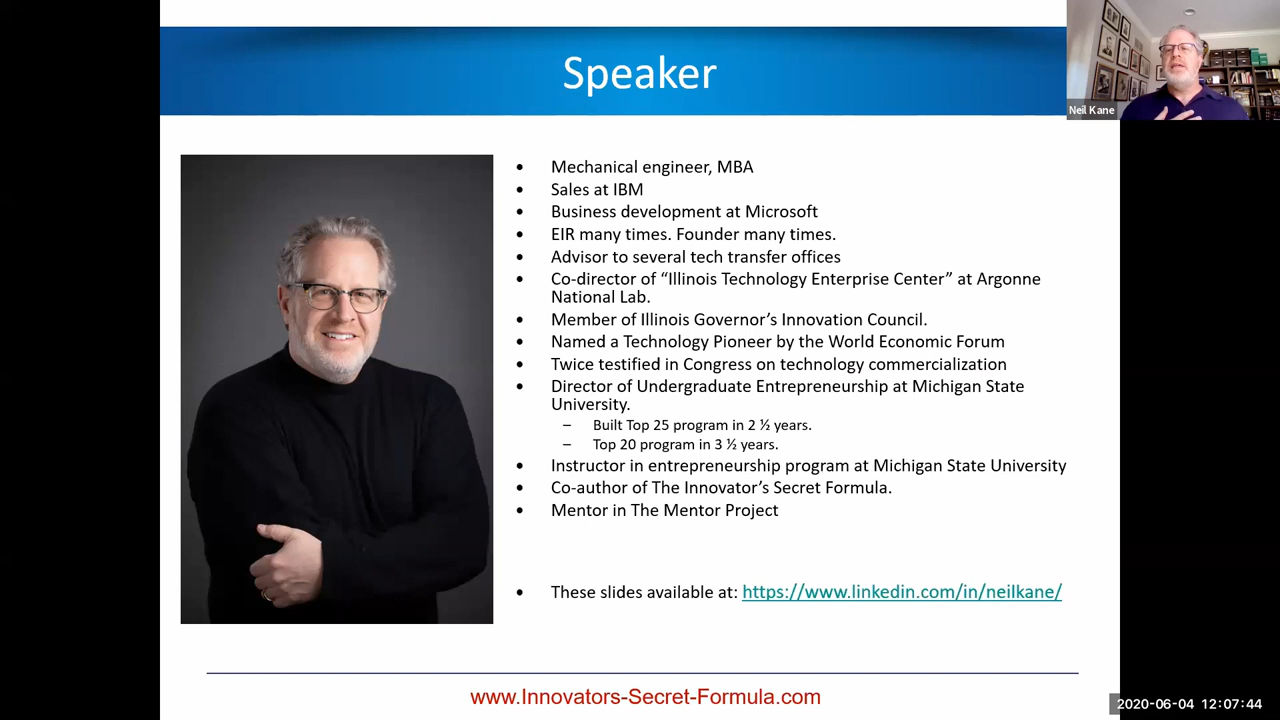 Speaker
Neil Kane
• Mechanical engineer, MBA
• Sales at IBM
• Business development at Microsoft
• EIR many times. Founder many times.
• Advisor to several tech transfer offices
• Co-director of “Illinois Technology Enterprise Center” at Argonne
National Lab.
• Member of Illinois Governor’s Innovation Council.
• Named a Technology Pioneer by the World Economic Forum
• Twice testified in Congress on technology commercialization
• Director of Undergraduate Entrepreneurship at Michigan State
University.
– Built Top 25 program in 2 ½ years.
– Top 20 program in 3 ½ years.
• Instructor in entrepreneurship program at Michigan State University
• Co-author of The Innovator’s Secret Formula.
• Mentor in The Mentor Project
• These slides available at: https://www.linkedin.com/in/neilkane/
www.Innovators-Secret-Formula.com
2020-06-04 12:07:44